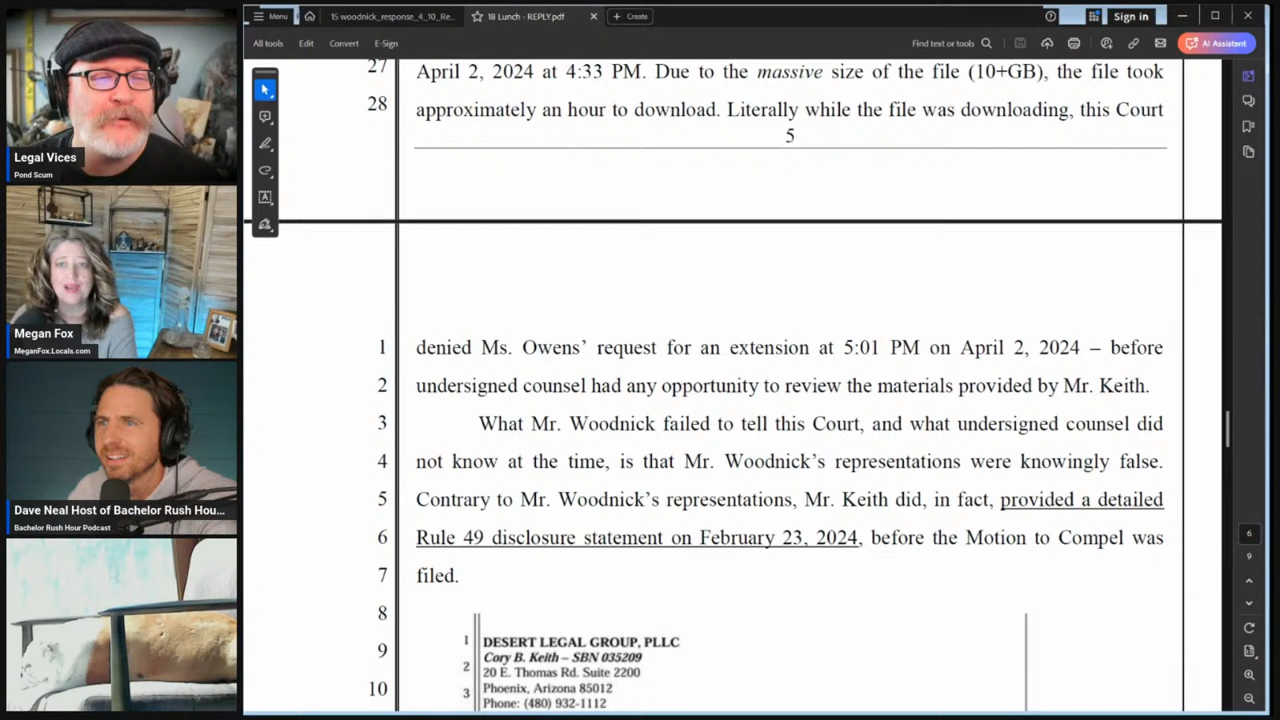 Menu
15 woodnick_response_4_10_Re...
18 Lunch - REPLY.pdf
Create
Sign in
All tools
Edit
Convert
E-Sign
Find text or tools
AI Assistant
27 April 2, 2024 at 4:33 PM. Due to the massive size of the file (10+GB), the file took
28 approximately an hour to download. Literally while the file was downloading, this Court
5
1 denied Ms. Owens’ request for an extension at 5:01 PM on April 2, 2024 – before
2 undersigned counsel had any opportunity to review the materials provided by Mr. Keith.
3 What Mr. Woodnick failed to tell this Court, and what undersigned counsel did
4 not know at the time, is that Mr. Woodnick’s representations were knowingly false.
5 Contrary to Mr. Woodnick’s representations, Mr. Keith did, in fact, provided a detailed
6 Rule 49 disclosure statement on February 23, 2024, before the Motion to Compel was
7 filed.
8
9
10
1 DESERT LEGAL GROUP, PLLC
Cory B. Keith – SBN 035209
2 20 E. Thomas Rd. Suite 2200
3 Phoenix, Arizona 85012
Phone: (480) 932-1112
6
9
Legal Vices
Pond Scum
Megan Fox
MeganFox.Locals.com
Dave Neal Host of Bachelor Rush Hou...
Bachelor Rush Hour Podcast